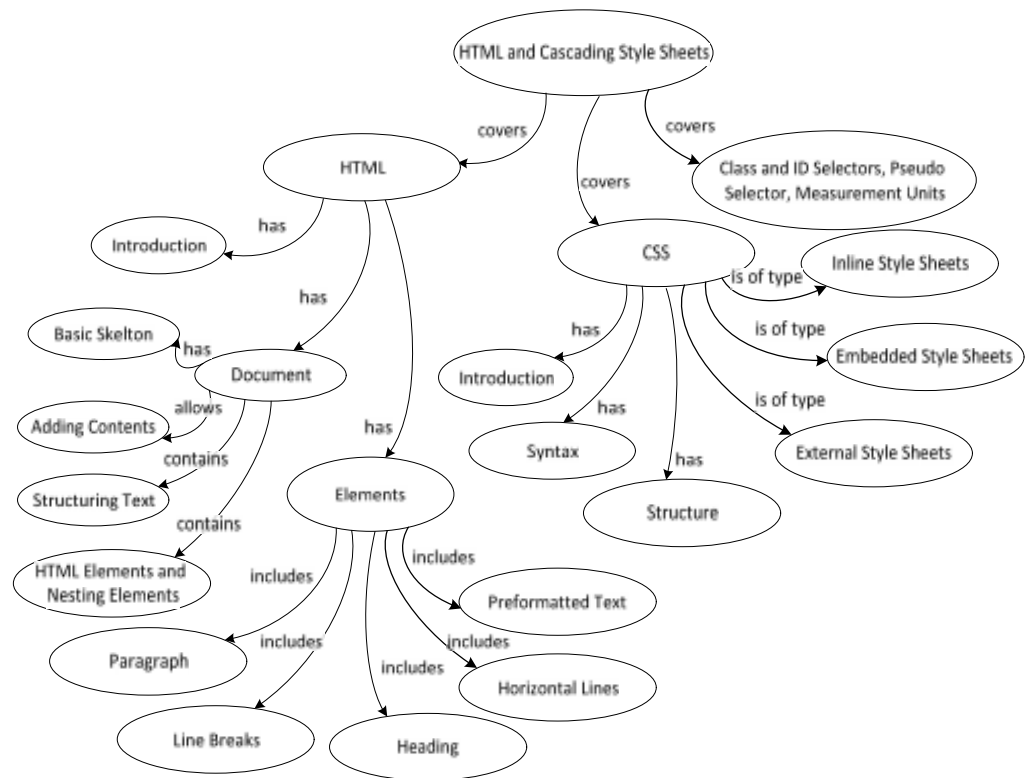 HTML and Cascading Style Sheets
covers
covers
covers
HTML
Class and ID Selectors, Pseudo
Selector, Measurement Units
has
Introduction
CSS
Inline Style Sheets
is of type
has
Basic Skelton
has
Document
has
is of type
Embedded Style Sheets
Introduction
allows
Adding Contents
has
has
is of type
contains
Structuring Text
Syntax
External Style Sheets
has
Elements
Structure
contains
HTML Elements and
Nesting Elements
includes
includes
Preformatted Text
Paragraph
includes
includes
includes
Horizontal Lines
Line Breaks
Heading